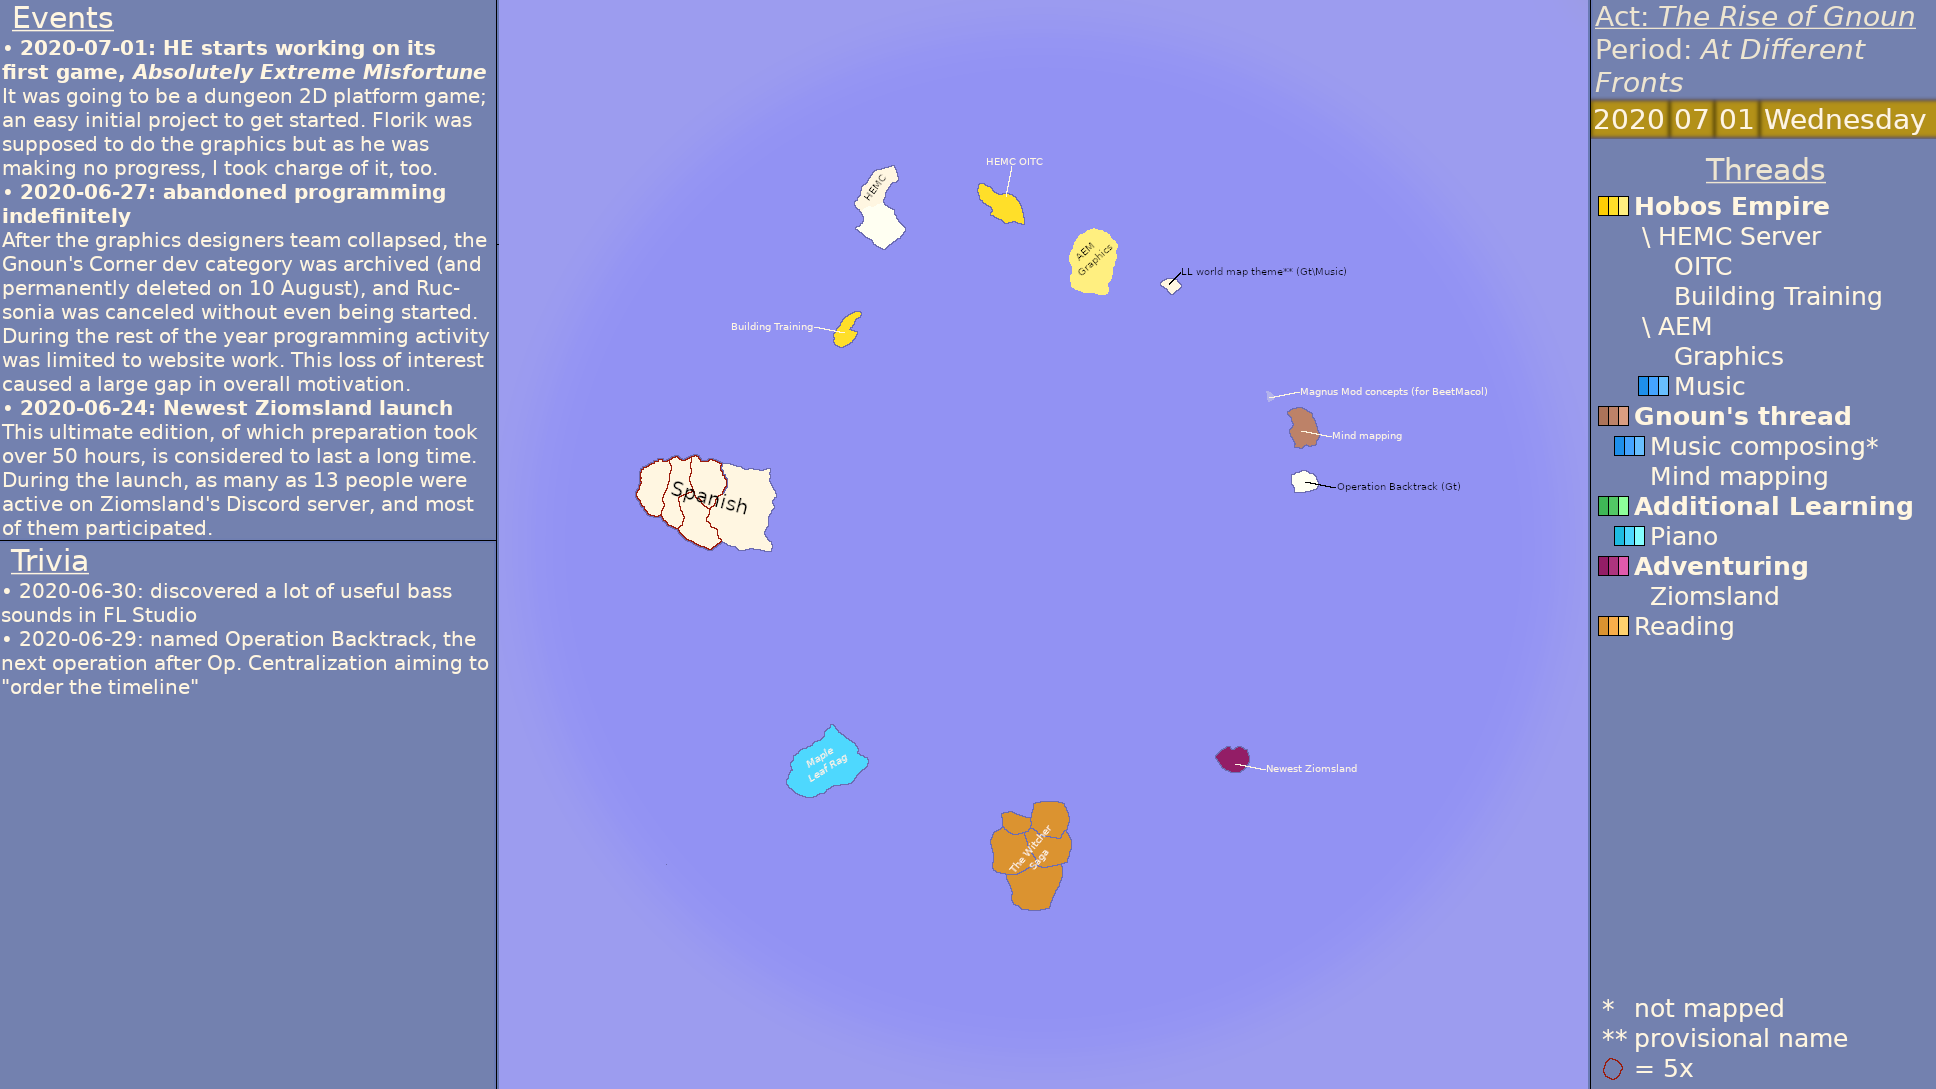 Events
• 2020-07-01: HE starts working on its
first game, Absolutely Extreme Misfortune
It was going to be a dungeon 2D platform game;
an easy initial project to get started. Florik was
supposed to do the graphics but as he was
making no progress, I took charge of it, too.
• 2020-06-27: abandoned programming
indefinitely
After the graphics designers team collapsed, the
Gnoun's Corner dev category was archived (and
permanently deleted on 10 August), and Ruc-
sonia was canceled without even being started.
During the rest of the year programming activity
was limited to website work. This loss of interest
caused a large gap in overall motivation.
• 2020-06-24: Newest Ziomsland launch
This ultimate edition, of which preparation took
over 50 hours, is considered to last a long time.
During the launch, as many as 13 people were
active on Ziomsland's Discord server, and most
of them participated.
Trivia
• 2020-06-30: discovered a lot of useful bass
sounds in FL Studio
• 2020-06-29: named Operation Backtrack, the
next operation after Op. Centralization aiming to
"order the timeline"
HEMC OITC
HEMC
AEM
Graphics
LL world map theme** (Gt\Music)
Building Training
Magnus Mod concepts (for BeetMacol)
Mind mapping
Operation Backtrack (Gt)
Spanish
Maple
Leaf Rag
Newest Ziomsland
The Witcher
Saga
Act: The Rise of Gnoun
Period: At Different
Fronts
2020 07 01 Wednesday
Threads
Hobos Empire
\ HEMC Server
OITC
Building Training
\ AEM
Graphics
Music
Gnoun's thread
Music composing*
Mind mapping
Additional Learning
Piano
Adventuring
Ziomsland
Reading
* not mapped
** provisional name
= 5x